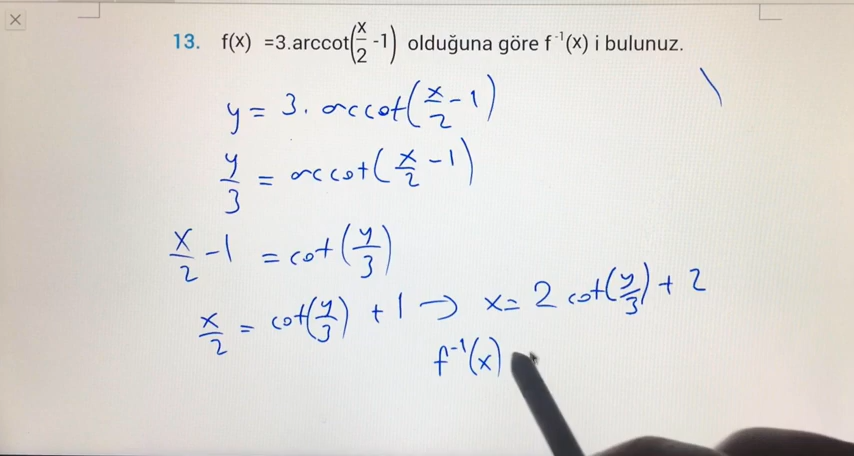 13. f(x) =3.arccot(x/2 -1) olduğuna göre f⁻¹(x) i bulunuz.
y = 3. arccot(x/2 - 1)
y/3 = arccot(x/2 - 1)
x/2 - 1 = cot(y/3)
x/2 = cot(y/3) + 1 → x = 2 cot(y/3) + 2
f⁻¹(x)